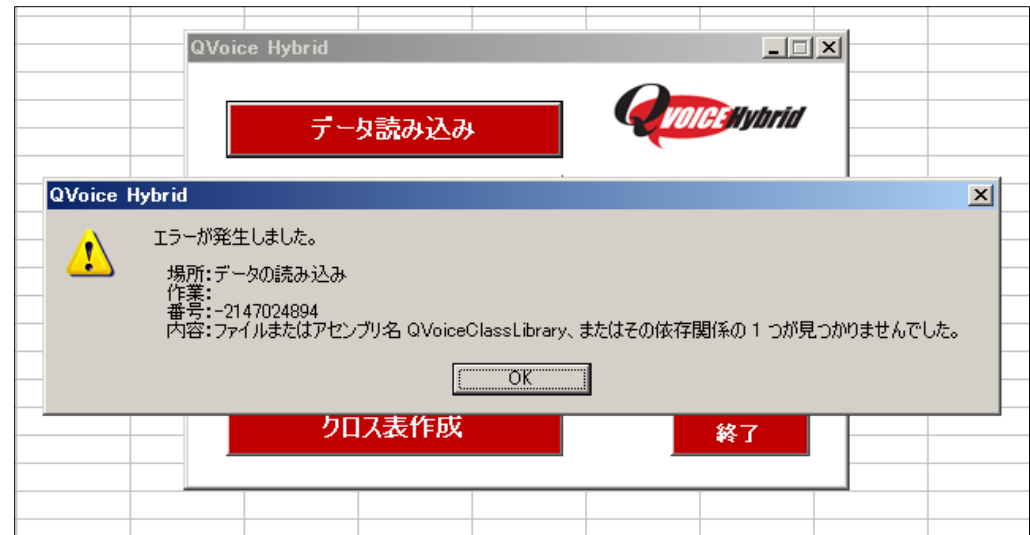 QVoice Hybrid
データ読み込み
QVOICEHybrid
QVoice Hybrid
エラーが発生しました。
場所:データの読み込み
作業:
番号:-2147024894
内容:ファイルまたはアセンブリ名 QVoiceClassLibrary、またはその依存関係の 1 つが見つかりませんでした。
OK
クロス表作成
終了